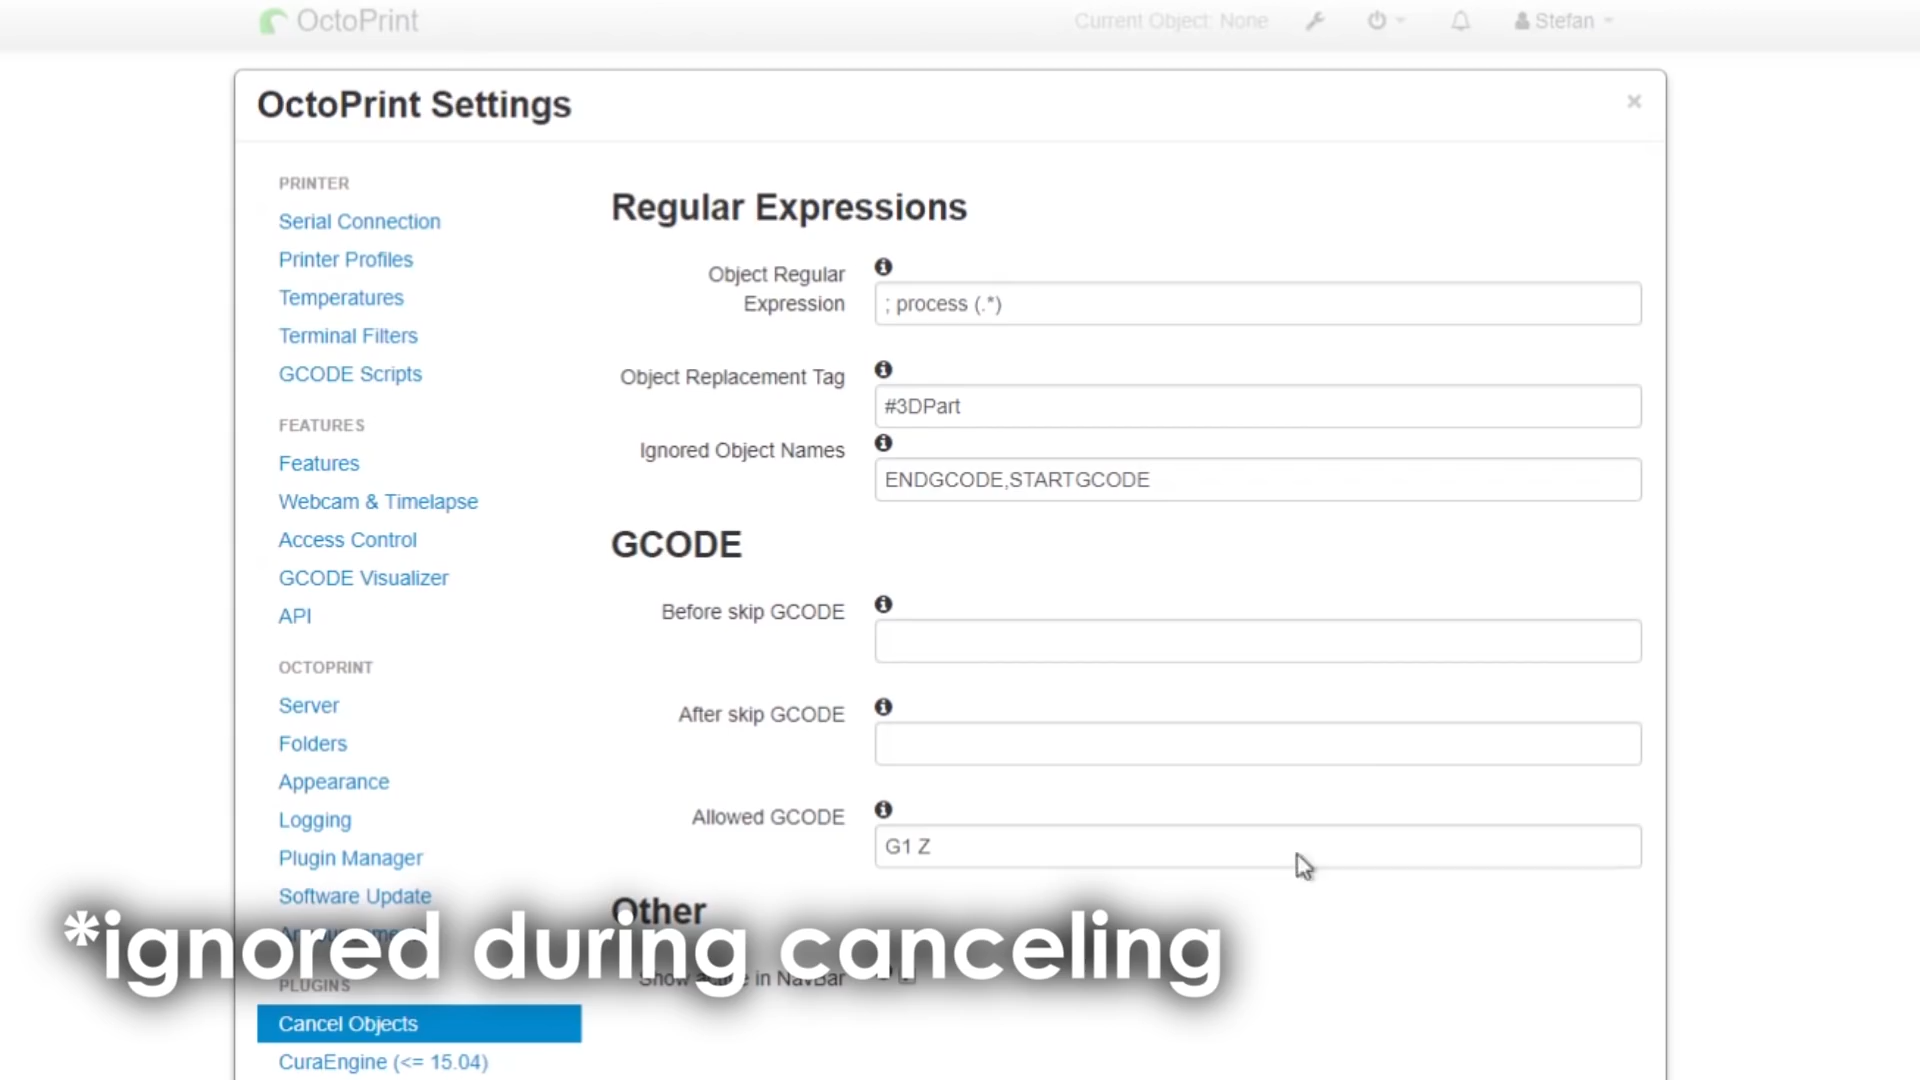 OctoPrint
Current Object: None
Stefan
OctoPrint Settings
PRINTER
Serial Connection
Printer Profiles
Temperatures
Terminal Filters
GCODE Scripts
FEATURES
Features
Webcam & Timelapse
Access Control
GCODE Visualizer
API
OCTOPRINT
Server
Folders
Appearance
Logging
Plugin Manager
Software Update
PLUGINS
Cancel Objects
CuraEngine (<= 15.04)
Regular Expressions
Object Regular
Expression
; process (.*)
Object Replacement Tag
#3DPart
Ignored Object Names
ENDGCODE,STARTGCODE
GCODE
Before skip GCODE
After skip GCODE
Allowed GCODE
G1 Z
Other
Show active in NavBar
*ignored during canceling